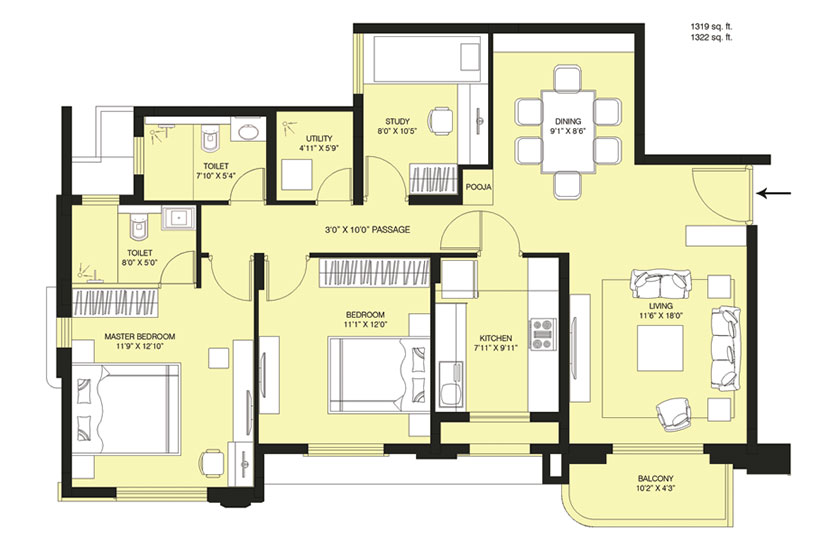 1319 sq. ft.
1322 sq. ft.
STUDY
8'0" X 10'5"
DINING
9'1" X 8'6"
UTILITY
4'11" X 5'9"
TOILET
7'10" X 5'4"
POOJA
3'0" X 10'0" PASSAGE
TOILET
8'0" X 5'0"
LIVING
11'6" X 18'0"
BEDROOM
11'1" X 12'0"
MASTER BEDROOM
11'9" X 12'10"
KITCHEN
7'11" X 9'11"
BALCONY
10'2" X 4'3"